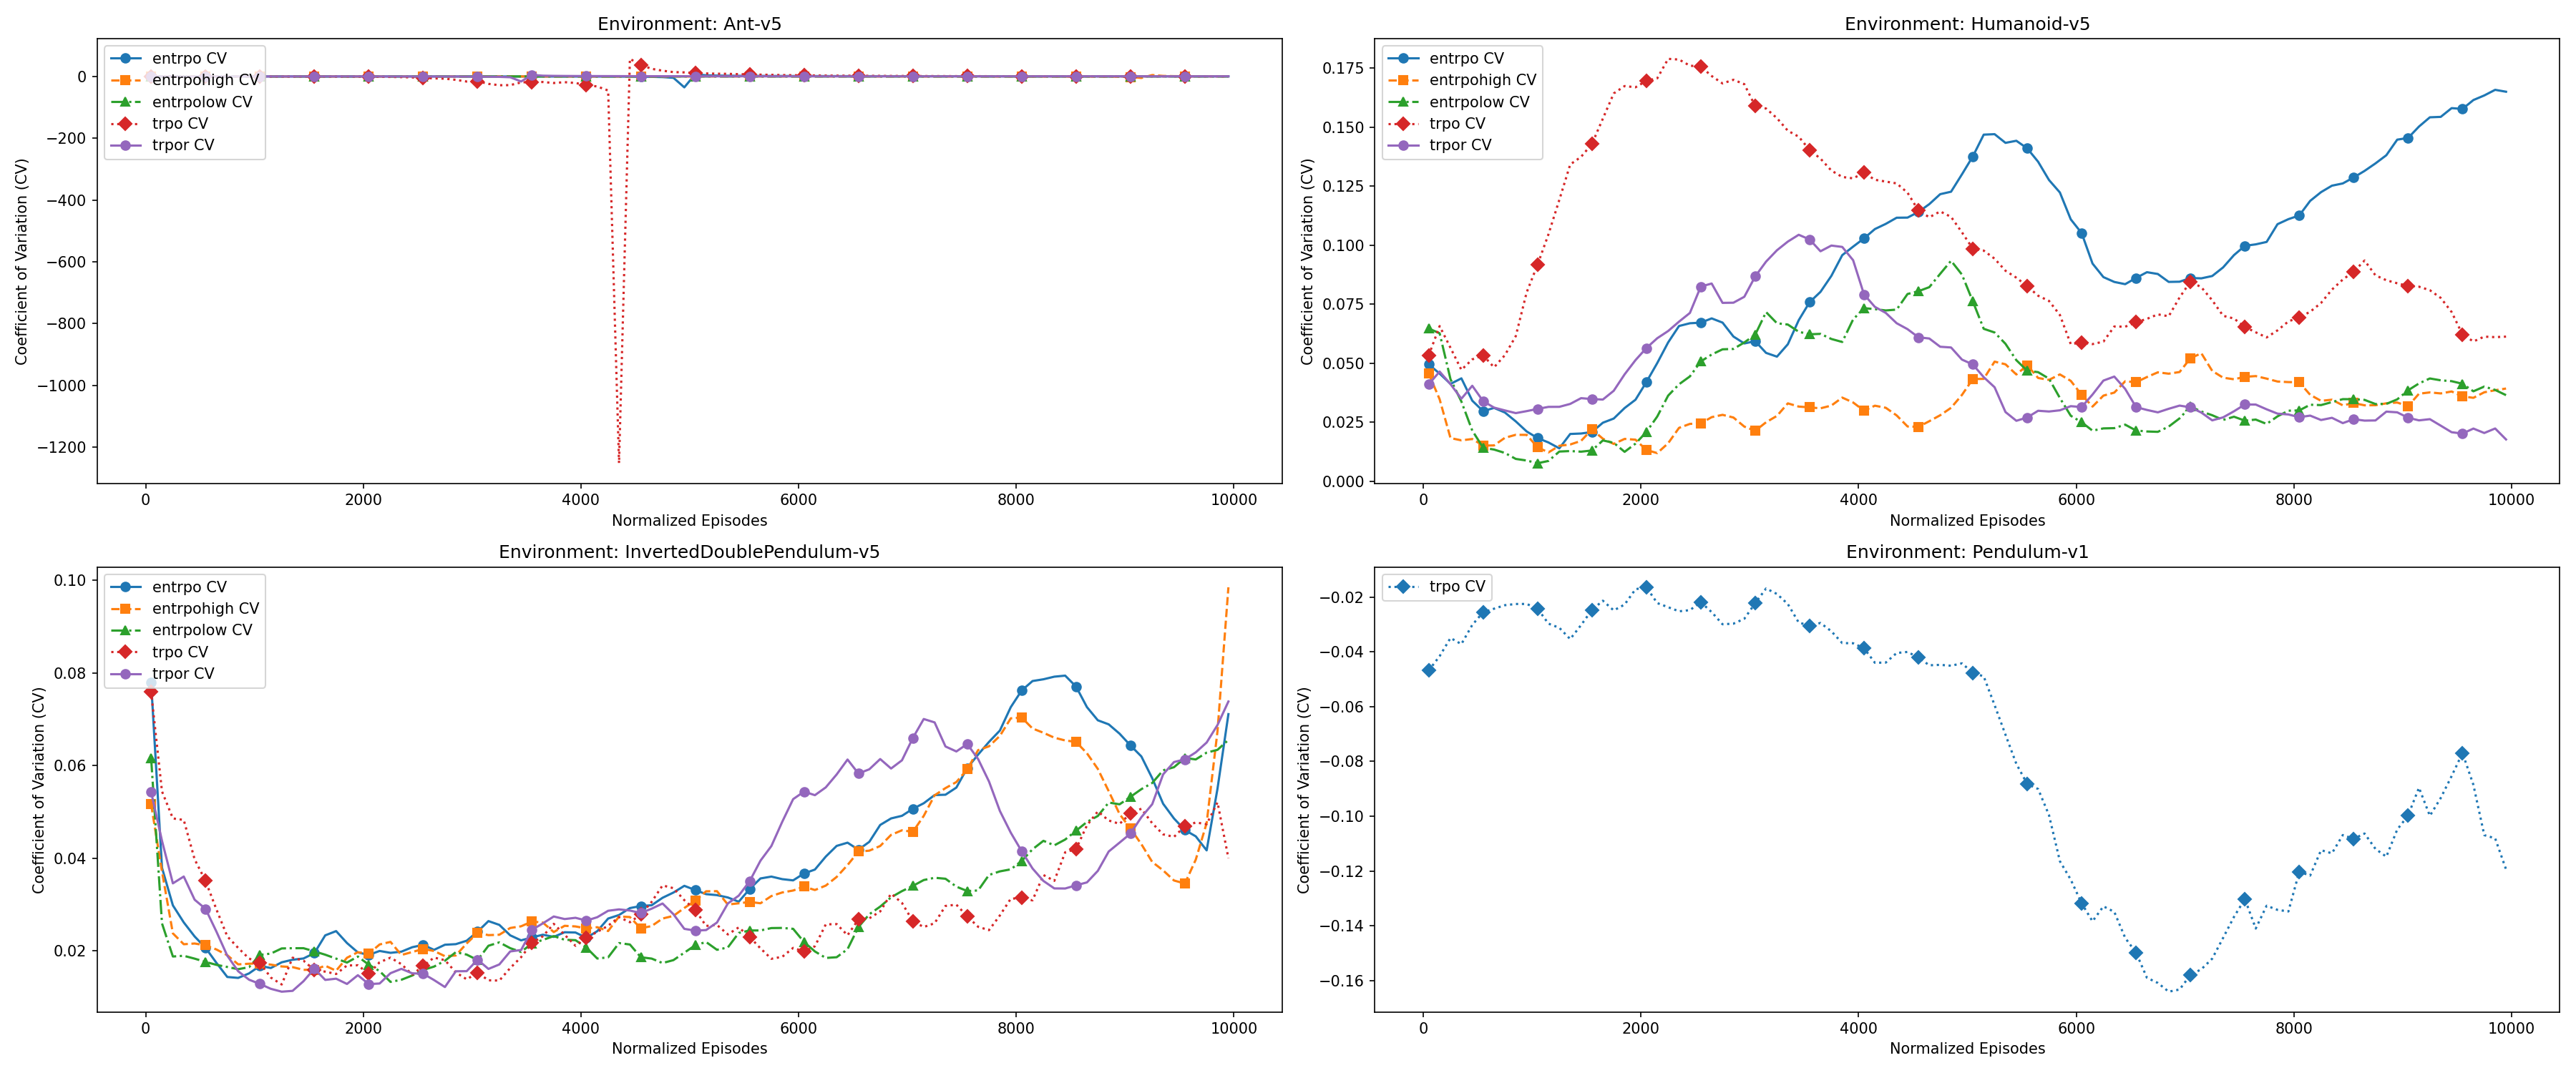 Environment: Ant-v5
entrpo CV
entrpohigh CV
entrpolow CV
trpo CV
trpor CV
Coefficient of Variation (CV)
0
−200
−400
−600
−800
−1000
−1200
0 2000 4000 6000 8000 10000
Normalized Episodes
Environment: Humanoid-v5
entrpo CV
entrpohigh CV
entrpolow CV
trpo CV
trpor CV
Coefficient of Variation (CV)
0.175
0.150
0.125
0.100
0.075
0.050
0.025
0.000
0 2000 4000 6000 8000 10000
Normalized Episodes
Environment: InvertedDoublePendulum-v5
entrpo CV
entrpohigh CV
entrpolow CV
trpo CV
trpor CV
Coefficient of Variation (CV)
0.10
0.08
0.06
0.04
0.02
0 2000 4000 6000 8000 10000
Normalized Episodes
Environment: Pendulum-v1
trpo CV
Coefficient of Variation (CV)
−0.02
−0.04
−0.06
−0.08
−0.10
−0.12
−0.14
−0.16
0 2000 4000 6000 8000 10000
Normalized Episodes